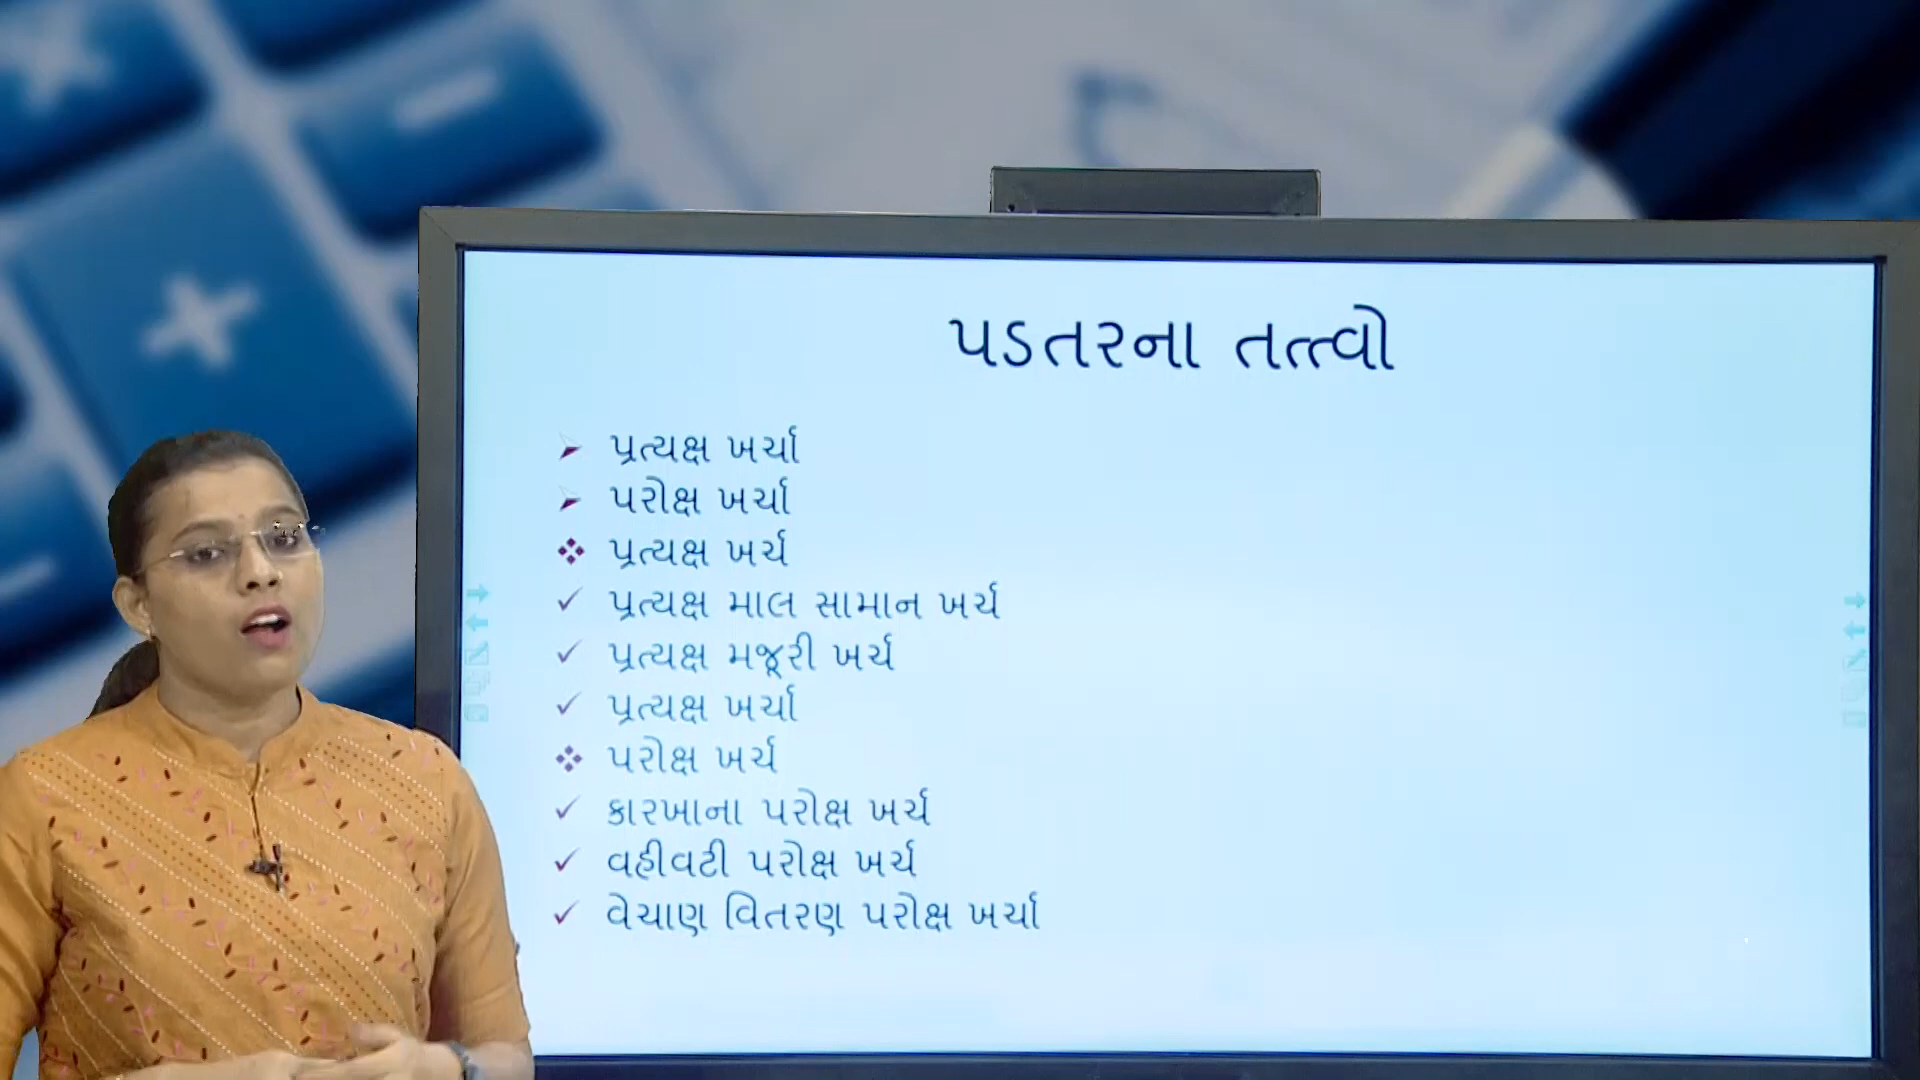 પડતરના તત્ત્વો
પ્રત્યક્ષ ખર્ચા
પરોક્ષ ખર્ચા
પ્રત્યક્ષ ખર્ચ
પ્રત્યક્ષ માલ સામાન ખર્ચ
પ્રત્યક્ષ મજૂરી ખર્ચ
પ્રત્યક્ષ ખર્ચા
પરોક્ષ ખર્ચ
કારખાના પરોક્ષ ખર્ચ
વહીવટી પરોક્ષ ખર્ચ
વેચાણ વિતરણ પરોક્ષ ખર્ચા